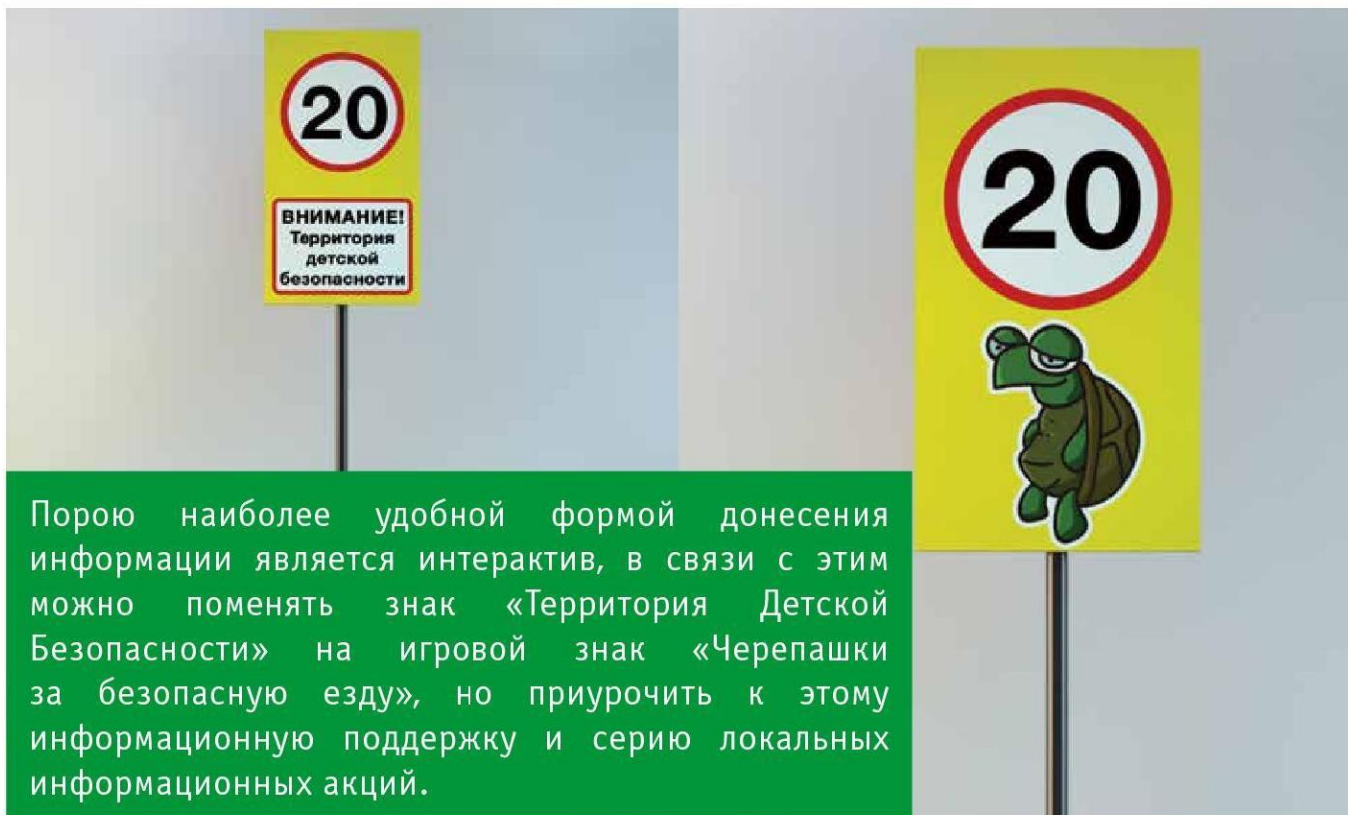 20
ВНИМАНИЕ!
Территория
детской
безопасности
20
Порою наиболее удобной формой донесения
информации является интерактив, в связи с этим
можно поменять знак «Территория Детской
Безопасности» на игровой знак «Черепашки
за безопасную езду», но приурочить к этому
информационную поддержку и серию локальных
информационных акций.